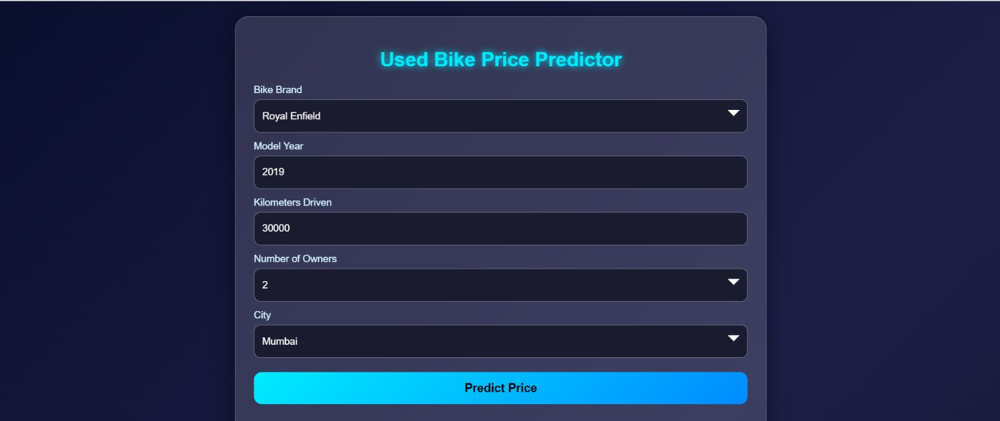 Used Bike Price Predictor
Bike Brand
Royal Enfield
Model Year
2019
Kilometers Driven
30000
Number of Owners
2
City
Mumbai
Predict Price